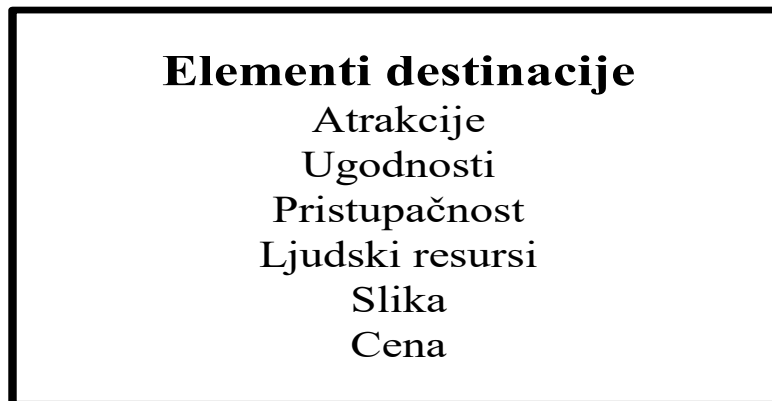 Elementi destinacije
Atrakcije
Ugodnosti
Pristupačnost
Ljudski resursi
Slika
Cena